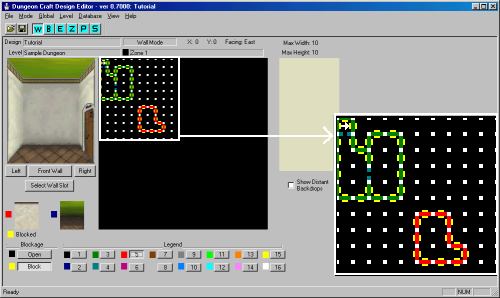 Dungeon Craft Design Editor - ver 0.7000: Tutorial
File Mode Global Level Database View Help
W B E Z P S
Design Tutorial Wall Mode X: 0 Y:0 Facing: East
Level Sample Dungeon Zone 1
Max Width: 10
Max Height: 10
Left Front Wall Right
Select Wall Slot
Show Distant
Backdrops
Blocked
Blockage Legend
Open 1 3 5 7 9 11 13 15
Block 2 4 6 8 10 12 14 16
Ready NUM